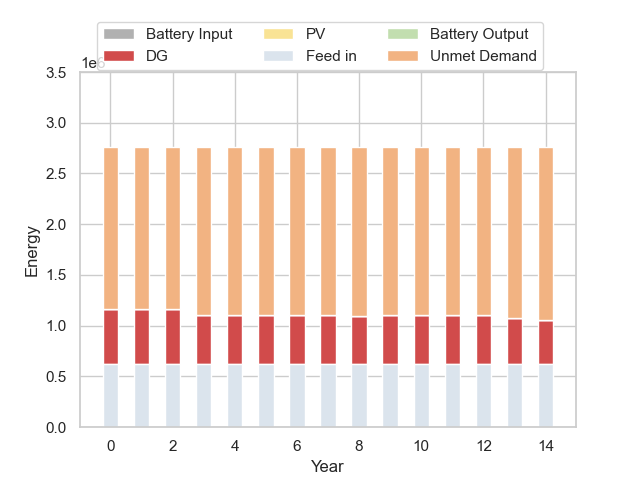 Battery Input PV Battery Output
DG Feed in Unmet Demand
1e6
3.5
3.0
2.5
2.0
1.5
1.0
0.5
0.0
Energy
0 2 4 6 8 10 12 14
Year